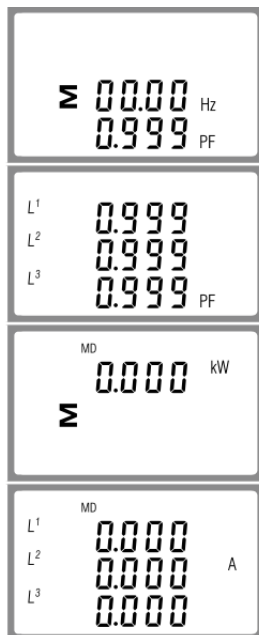 Σ 00.00 Hz
0.999 PF
L1 0.999
L2 0.999
L3 0.999 PF
MD
0.000 kW
Σ
MD
L1 0.000
L2 0.000 A
L3 0.000